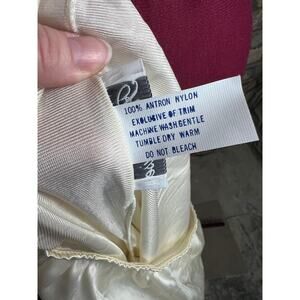 100% ANTRON NYLON
EXCLUSIVE OF TRIM
MACHINE WASH GENTLE
TUMBLE DRY WARM
DO NOT BLEACH